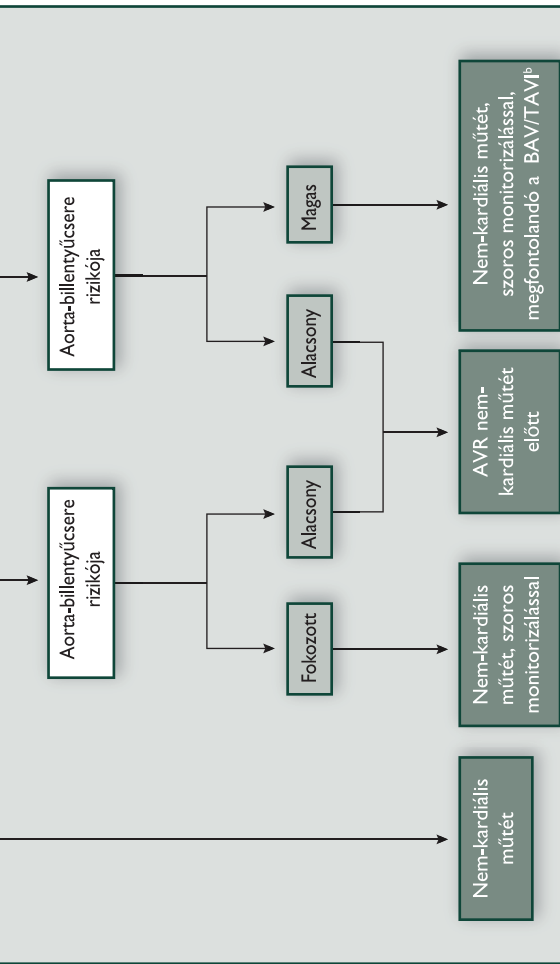 Aorta-billentyűcsere
rizikója
Aorta-billentyűcsere
rizikója
Fokozott
Alacsony
Alacsony
Magas
Nem-kardiális
műtét
Nem-kardiális
műtét, szoros
monitorizálással
AVR nem-
kardiális műtét
előtt
Nem-kardiális műtét,
szoros monitorizálással,
megfontolandó a BAV/TAVIᵇ